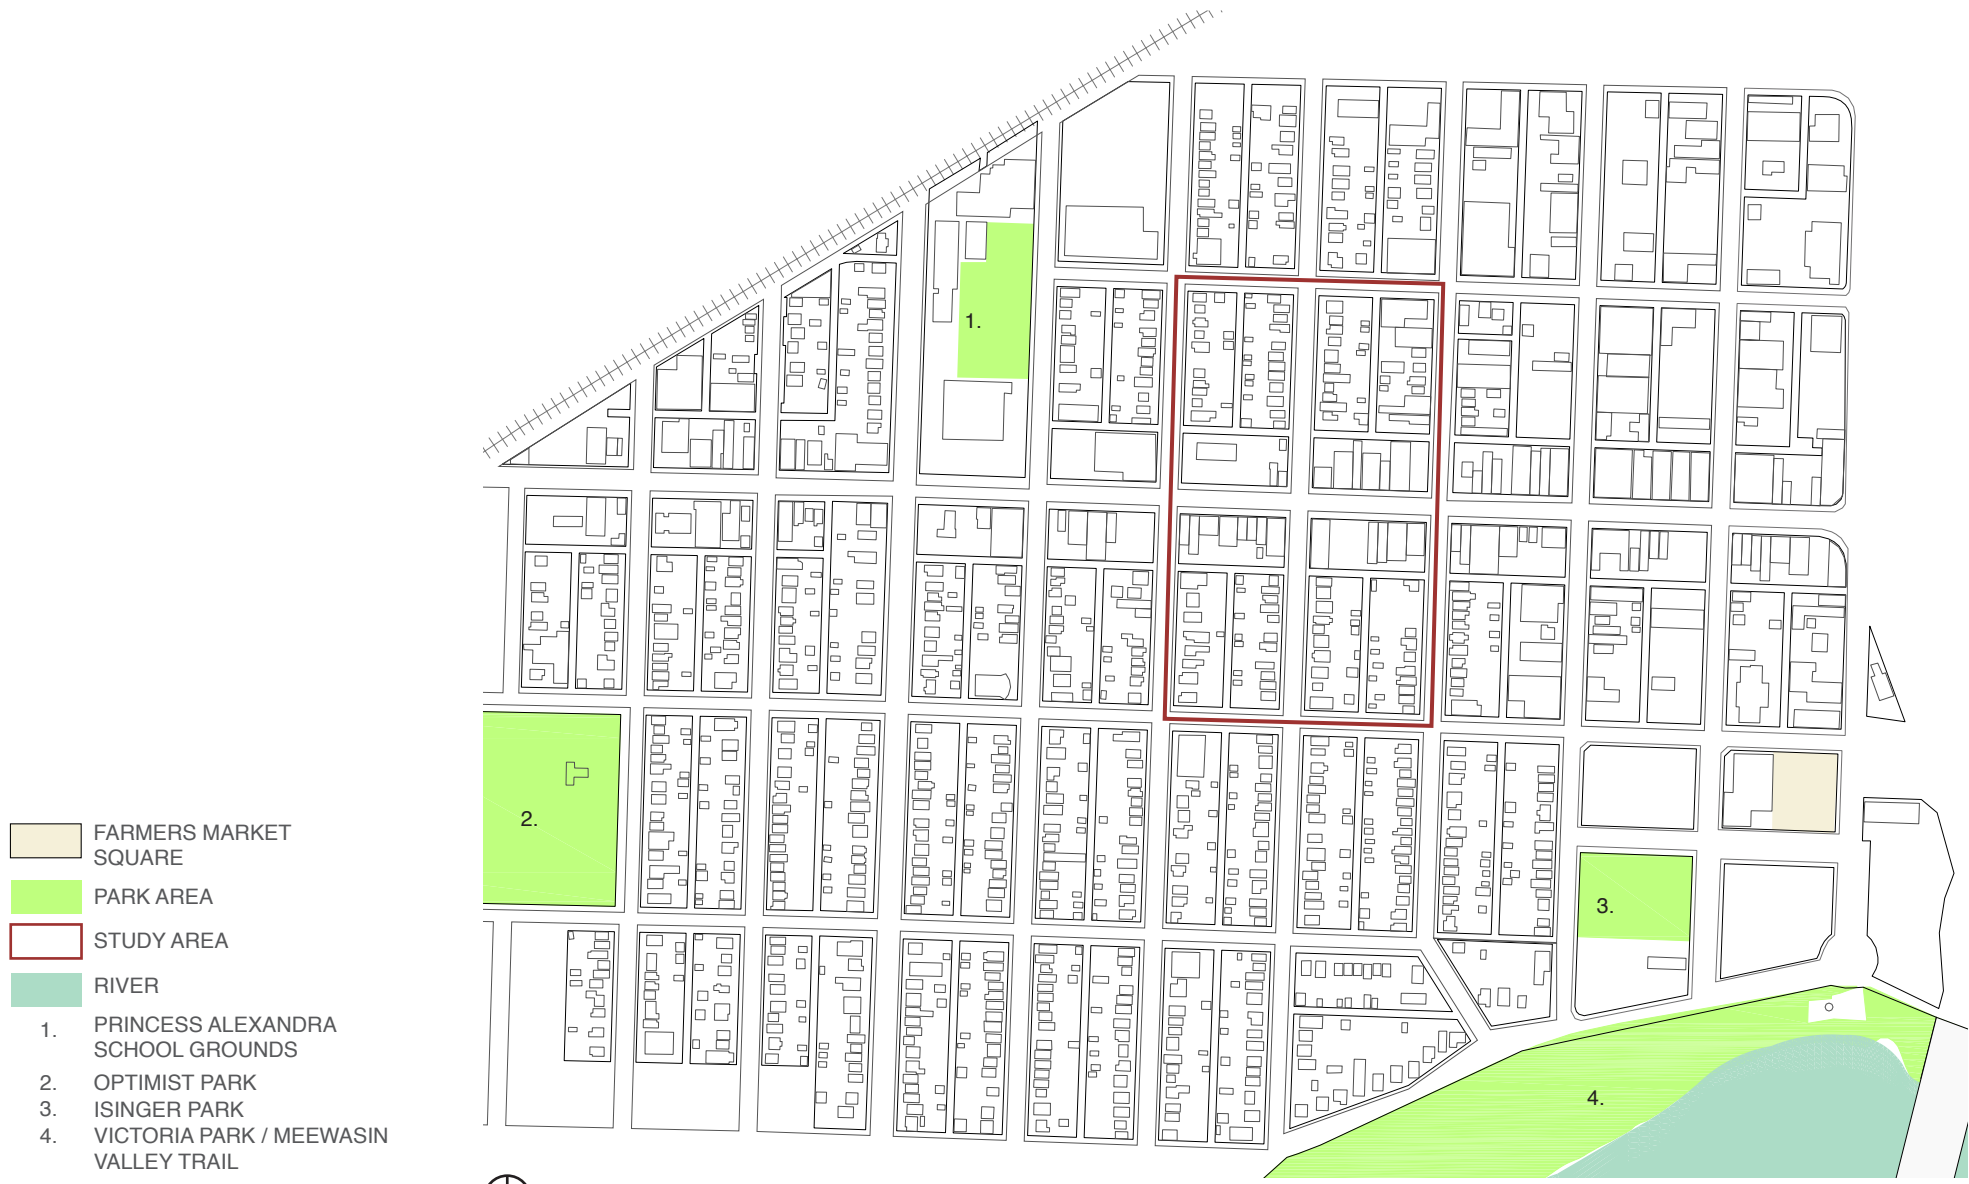 1.
2.
3.
4.
FARMERS MARKET
SQUARE
PARK AREA
STUDY AREA
RIVER
1. PRINCESS ALEXANDRA
SCHOOL GROUNDS
2. OPTIMIST PARK
3. ISINGER PARK
4. VICTORIA PARK / MEEWASIN
VALLEY TRAIL